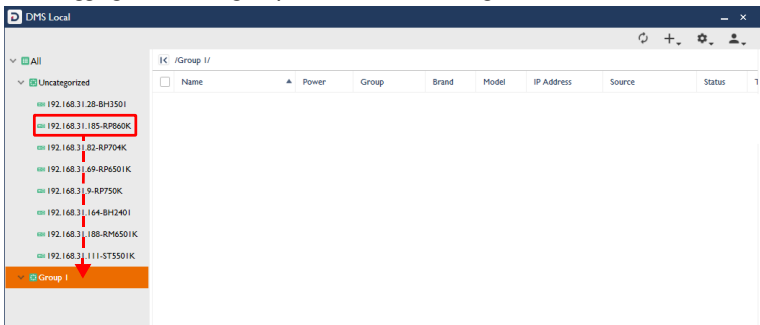 DMS Local
All
/Group 1/
Uncategorized
Name Power Group Brand Model IP Address Source Status T
192.168.31.28-BH3501
192.168.31.185-RP860K
192.168.31.82-RP704K
192.168.31.69-RP6501K
192.168.31.9-RP750K
192.168.31.164-BH2401
192.168.31.188-RM6501K
192.168.31.111-ST5501K
Group 1